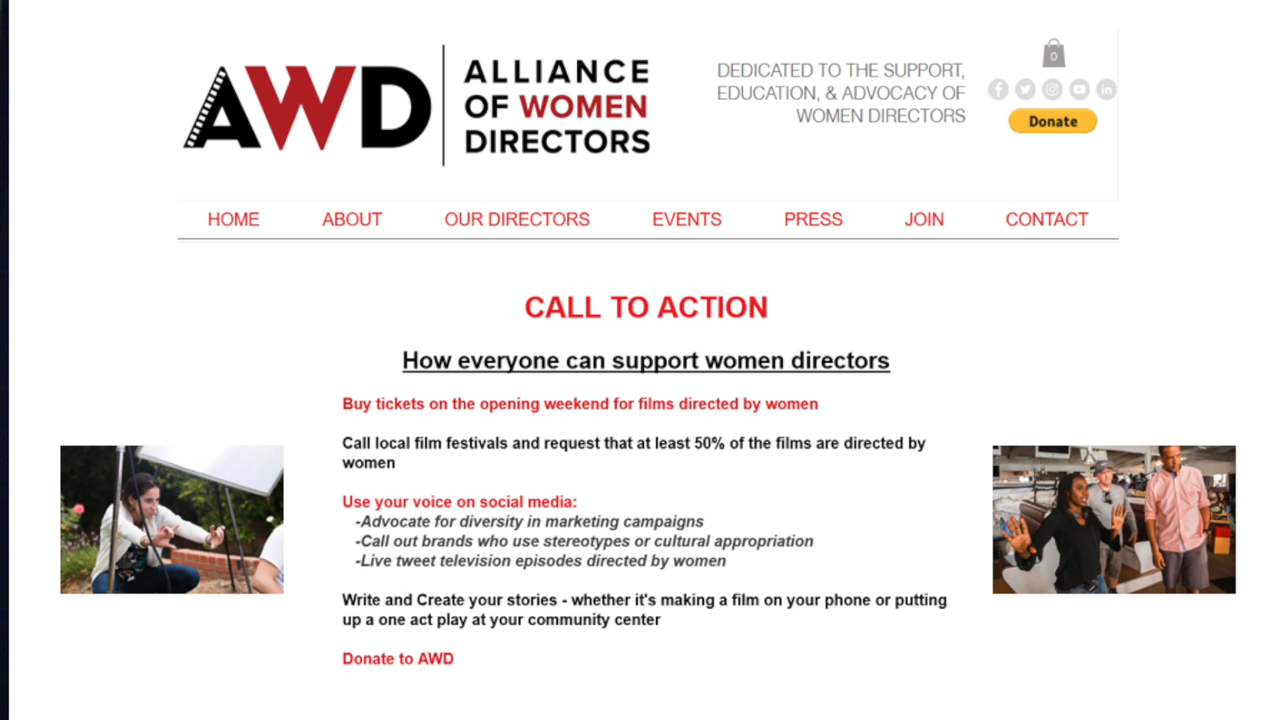 AWD
ALLIANCE
OF WOMEN
DIRECTORS
DEDICATED TO THE SUPPORT,
EDUCATION, & ADVOCACY OF
WOMEN DIRECTORS
0
Donate
HOME ABOUT OUR DIRECTORS EVENTS PRESS JOIN CONTACT
CALL TO ACTION
How everyone can support women directors
Buy tickets on the opening weekend for films directed by women
Call local film festivals and request that at least 50% of the films are directed by
women
Use your voice on social media:
-Advocate for diversity in marketing campaigns
-Call out brands who use stereotypes or cultural appropriation
-Live tweet television episodes directed by women
Write and Create your stories - whether it's making a film on your phone or putting
up a one act play at your community center
Donate to AWD